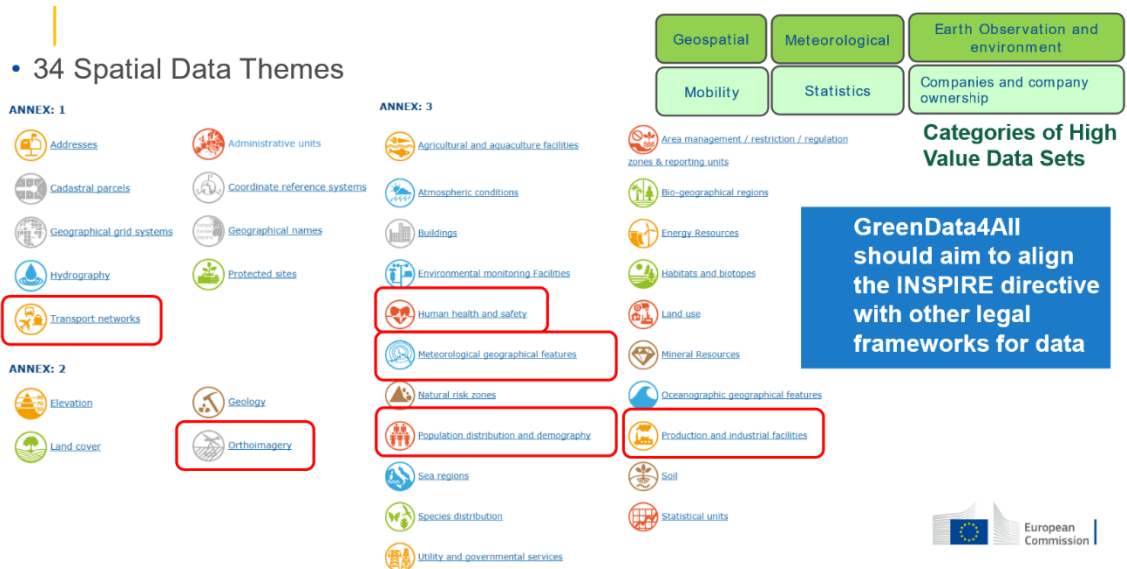 • 34 Spatial Data Themes
Geospatial
Meteorological
Earth Observation and
environment
Mobility
Statistics
Companies and company
ownership
Categories of High
Value Data Sets
ANNEX: 1
Addresses
Administrative units
Cadastral parcels
Coordinate reference systems
Geographical grid systems
Geographical names
Hydrography
Protected sites
Transport networks
ANNEX: 2
Elevation
Geology
Land cover
Orthoimagery
ANNEX: 3
Agricultural and aquaculture facilities
Area management / restriction / regulation
zones & reporting units
Atmospheric conditions
Bio-geographical regions
Buildings
Energy Resources
Environmental monitoring Facilities
Habitats and biotopes
Human health and safety
Land use
Meteorological geographical features
Mineral Resources
Natural risk zones
Oceanographic geographical features
Population distribution and demography
Production and industrial facilities
Sea regions
Soil
Species distribution
Statistical units
Utility and governmental services
GreenData4All
should aim to align
the INSPIRE directive
with other legal
frameworks for data
European
Commission